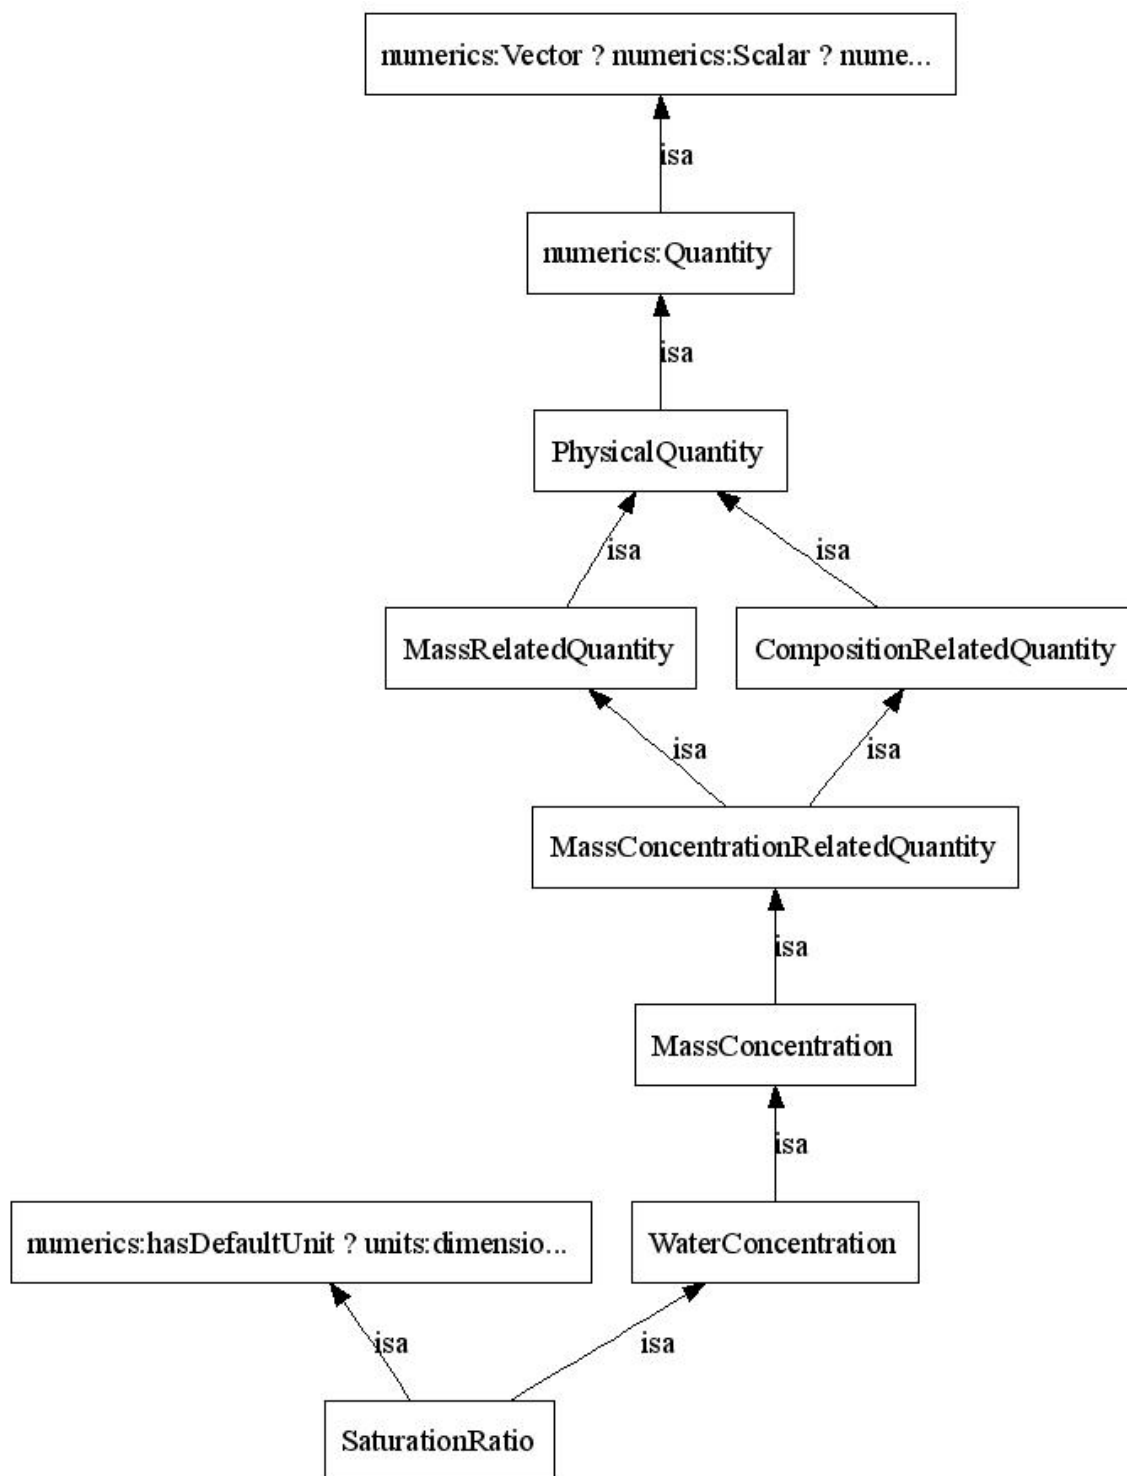 numerics:Vector ? numerics:Scalar ? nume...
isa
numerics:Quantity
isa
PhysicalQuantity
isa
isa
MassRelatedQuantity
CompositionRelatedQuantity
isa
isa
MassConcentrationRelatedQuantity
isa
MassConcentration
isa
numerics:hasDefaultUnit ? units:dimensio...
WaterConcentration
isa
isa
SaturationRatio